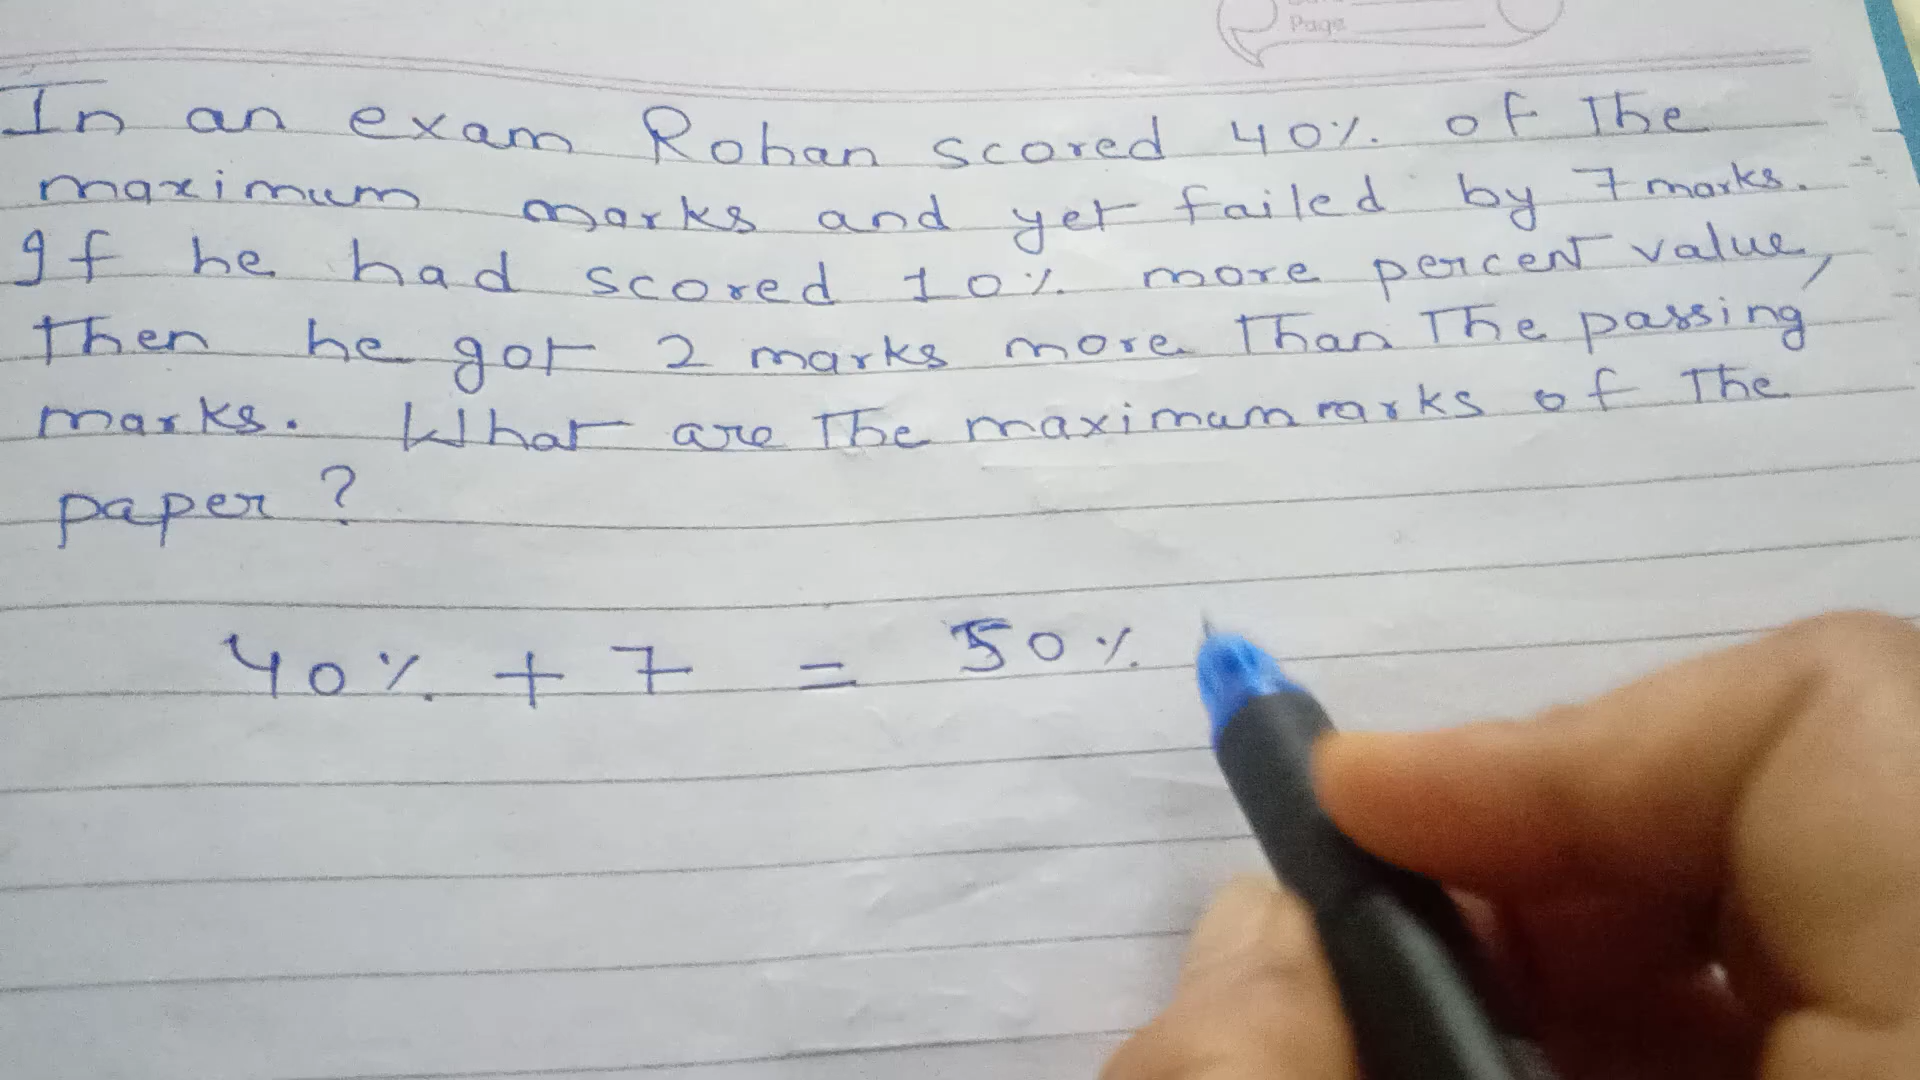 Page
In an exam Rohan scored 40% of the
maximum marks and yet failed by 7 marks.
If he had scored 10% more percent value,
then he got 2 marks more than the passing
marks. What are the maximum marks of the
paper?
40% + 7 = 50%